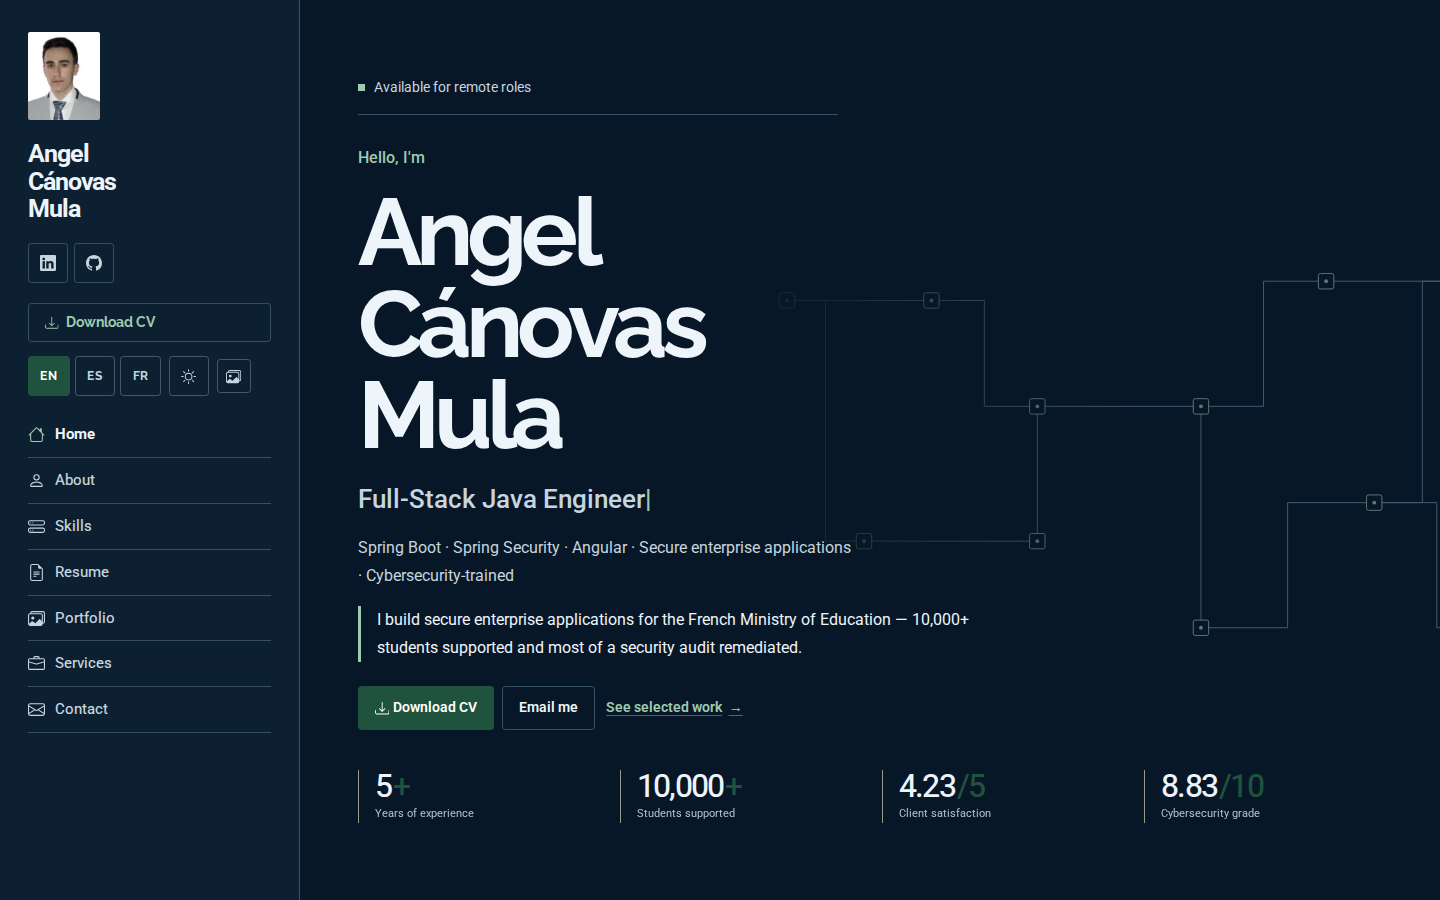 Angel
Cánovas
Mula
Download CV
EN
ES
FR
Home
About
Skills
Resume
Portfolio
Services
Contact
Available for remote roles
Hello, I'm
Angel
Cánovas
Mula
Full-Stack Java Engineer|
Spring Boot · Spring Security · Angular · Secure enterprise applications
· Cybersecurity-trained
I build secure enterprise applications for the French Ministry of Education — 10,000+
students supported and most of a security audit remediated.
Download CV
Email me
See selected work →
5+
Years of experience
10,000+
Students supported
4.23/5
Client satisfaction
8.83/10
Cybersecurity grade